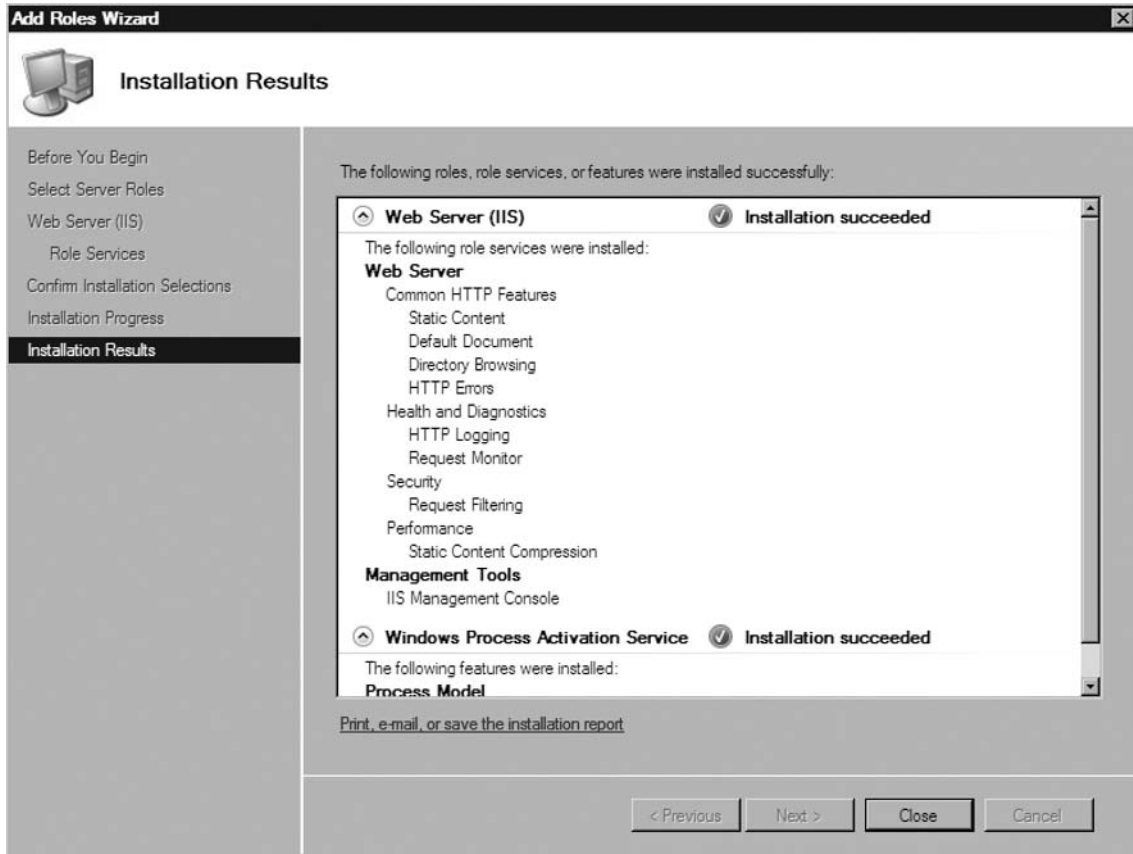 Add Roles Wizard
Installation Results
Before You Begin
Select Server Roles
Web Server (IIS)
Role Services
Confirm Installation Selections
Installation Progress
Installation Results
The following roles, role services, or features were installed successfully:
Web Server (IIS) Installation succeeded
The following role services were installed:
Web Server
Common HTTP Features
Static Content
Default Document
Directory Browsing
HTTP Errors
Health and Diagnostics
HTTP Logging
Request Monitor
Security
Request Filtering
Performance
Static Content Compression
Management Tools
IIS Management Console
Windows Process Activation Service Installation succeeded
The following features were installed:
Process Model
Print, e-mail, or save the installation report
< Previous Next > Close Cancel